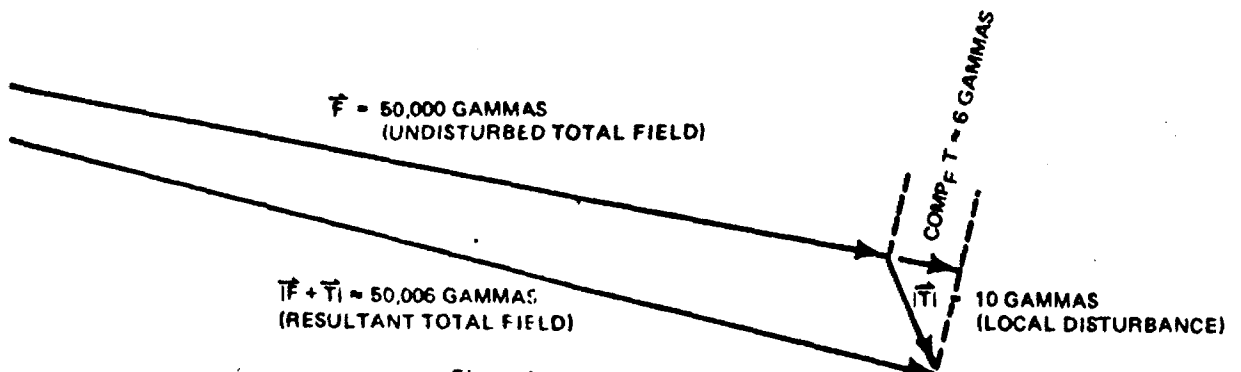 F = 50,000 GAMMAS
(UNDISTURBED TOTAL FIELD)
COMP_F T ≈ 6 GAMMAS
|F + T| ≈ 50,006 GAMMAS
(RESULTANT TOTAL FIELD)
|T|
10 GAMMAS
(LOCAL DISTURBANCE)